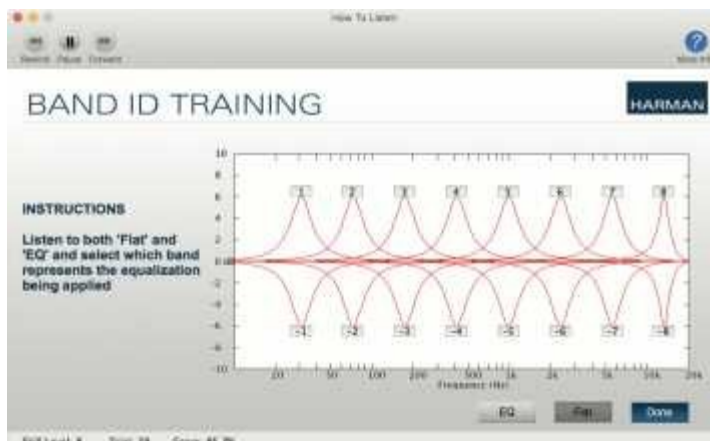 How To Listen
Rewind Pause Forward
More Info
BAND ID TRAINING
HARMAN
INSTRUCTIONS
Listen to both 'Flat' and
'EQ' and select which band
represents the equalization
being applied
10
8
6
4
2
0
-2
-4
-6
-8
-10
1 2 3 4 5 6 7 8
-1 -2 -3 -4 -5 -6 -7 -8
20 50 100 200 500 1k 2k 5k 10k 20k
Frequency (Hz)
EQ Flat Done